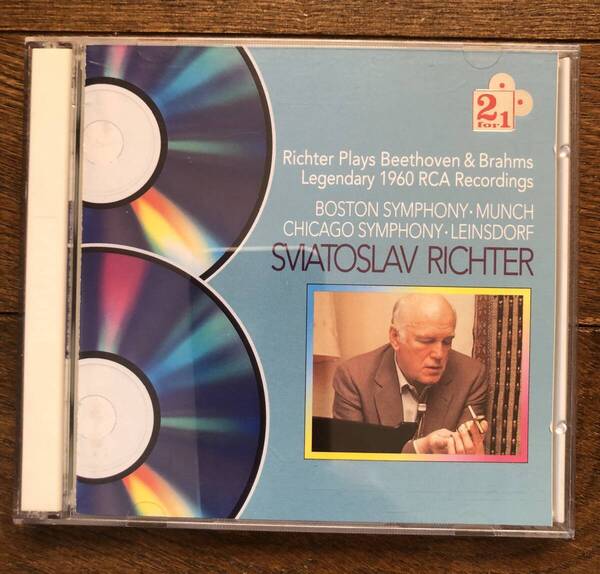 2
for 1
Richter Plays Beethoven & Brahms
Legendary 1960 RCA Recordings
BOSTON SYMPHONY·MUNCH
CHICAGO SYMPHONY·LEINSDORF
SVIATOSLAV RICHTER